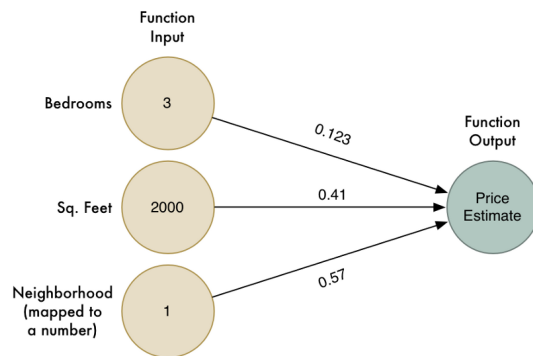 Function
Input
Bedrooms
3
0.123
Function
Output
Sq. Feet
2000
0.41
Price
Estimate
Neighborhood
(mapped to
a number)
1
0.57